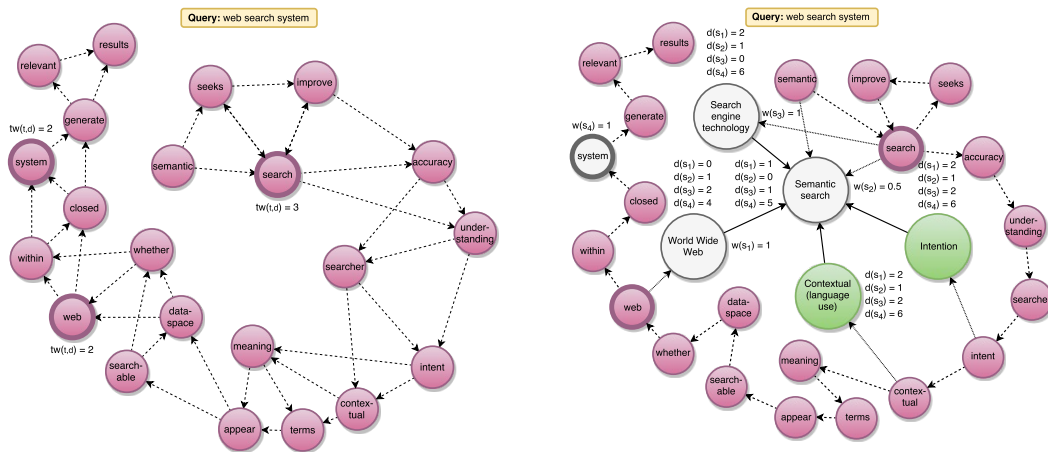 Query: web search system
results
relevant
generate
tw(t,d) = 2
system
closed
within
whether
web
tw(t,d) = 2
data-
space
search-
able
seeks
improve
semantic
search
tw(t,d) = 3
accuracy
under-
standing
searcher
meaning
intent
contex-
tual
appear
terms
Query: web search system
results
relevant
d(s1) = 2
d(s2) = 1
d(s3) = 0
d(s4) = 6
generate
w(s4) = 1
system
closed
within
web
whether
data-
space
search-
able
appear
terms
meaning
contex-
tual
intent
searche
under-
standing
accuracy
semantic
improve
seeks
search
Search
engine
technology
w(s3) = 1
d(s1) = 0
d(s2) = 1
d(s3) = 2
d(s4) = 4
d(s1) = 1
d(s2) = 0
d(s3) = 1
d(s4) = 5
Semantic
search
w(s2) = 0.5
d(s1) = 2
d(s2) = 1
d(s3) = 2
d(s4) = 6
World Wide
Web
w(s1) = 1
Intention
Contextual
(language
use)
d(s1) = 2
d(s2) = 1
d(s3) = 2
d(s4) = 6